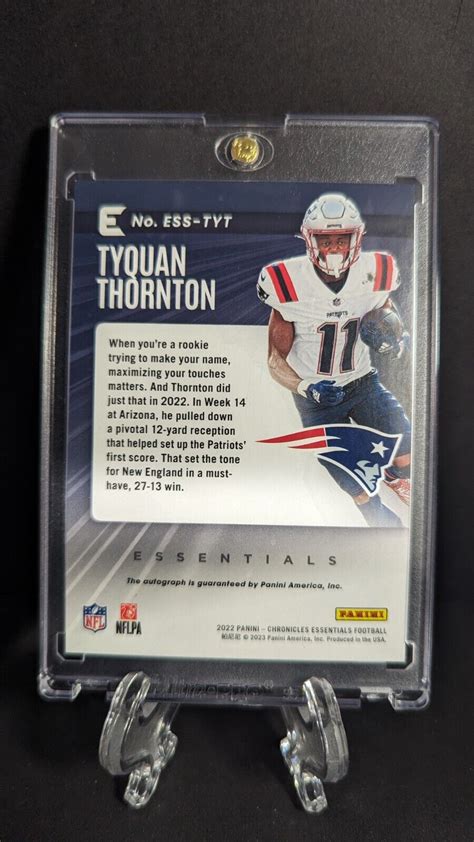 E No. ESS-TYT
TYQUAN
THORNTON
PATRIOTS
11
When you're a rookie
trying to make your name,
maximizing your touches
matters. And Thornton did
just that in 2022. In Week 14
at Arizona, he pulled down
a pivotal 12-yard reception
that helped set up the Patriots'
first score. That set the tone
for New England in a must-
have, 27-13 win.
ESSENTIALS
The autograph is guaranteed by Panini America, Inc.
NFL
NFLPA
PANINI
2022 PANINI - CHRONICLES ESSENTIALS FOOTBALL
© 2023 Panini America, Inc. Produced in the USA.